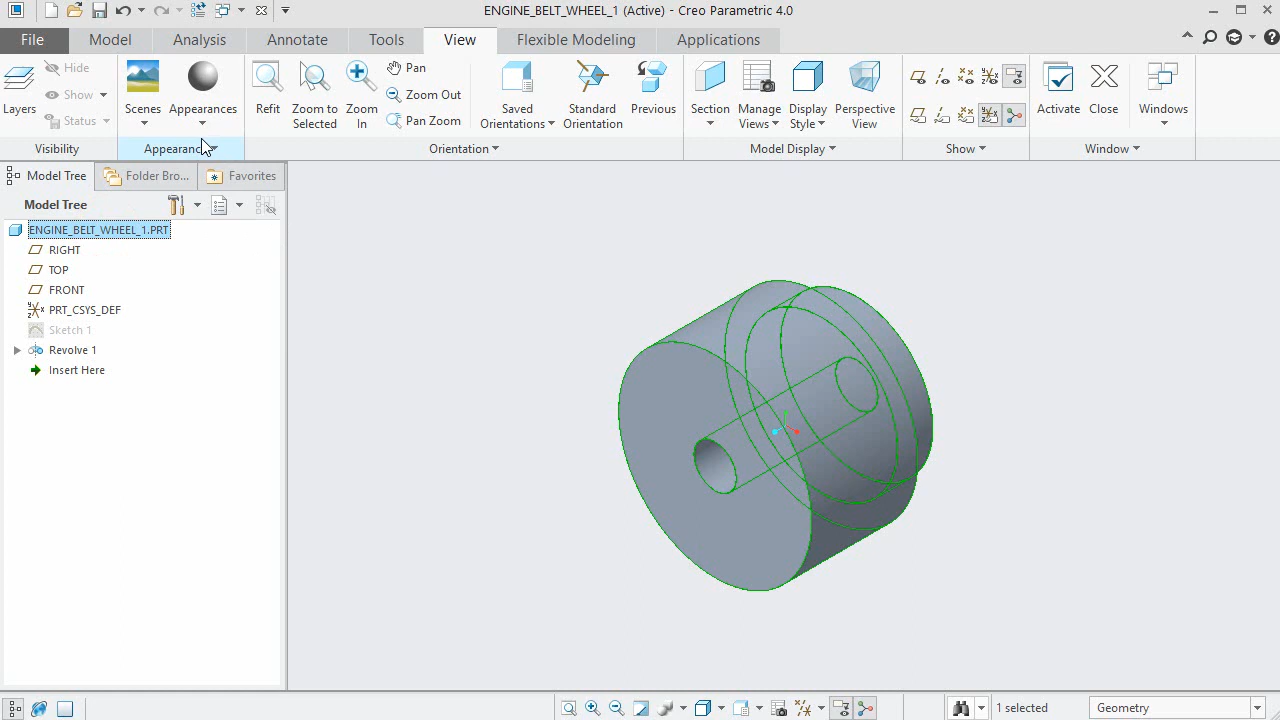 ENGINE_BELT_WHEEL_1 (Active) - Creo Parametric 4.0
File Model Analysis Annotate Tools View Flexible Modeling Applications
Layers
Hide
Show
Status
Scenes
Appearances
Refit
Zoom to
Selected
Zoom
In
Pan
Zoom Out
Pan Zoom
Saved
Orientations
Standard
Orientation
Previous
Section
Manage
Views
Display
Style
Perspective
View
Activate
Close
Windows
Visibility
Orientation
Model Display
Show
Window
Model Tree
Folder Bro...
Favorites
Model Tree
ENGINE_BELT_WHEEL_1.PRT
RIGHT
TOP
FRONT
PRT_CSYS_DEF
Sketch 1
Revolve 1
Insert Here
1 selected
Geometry